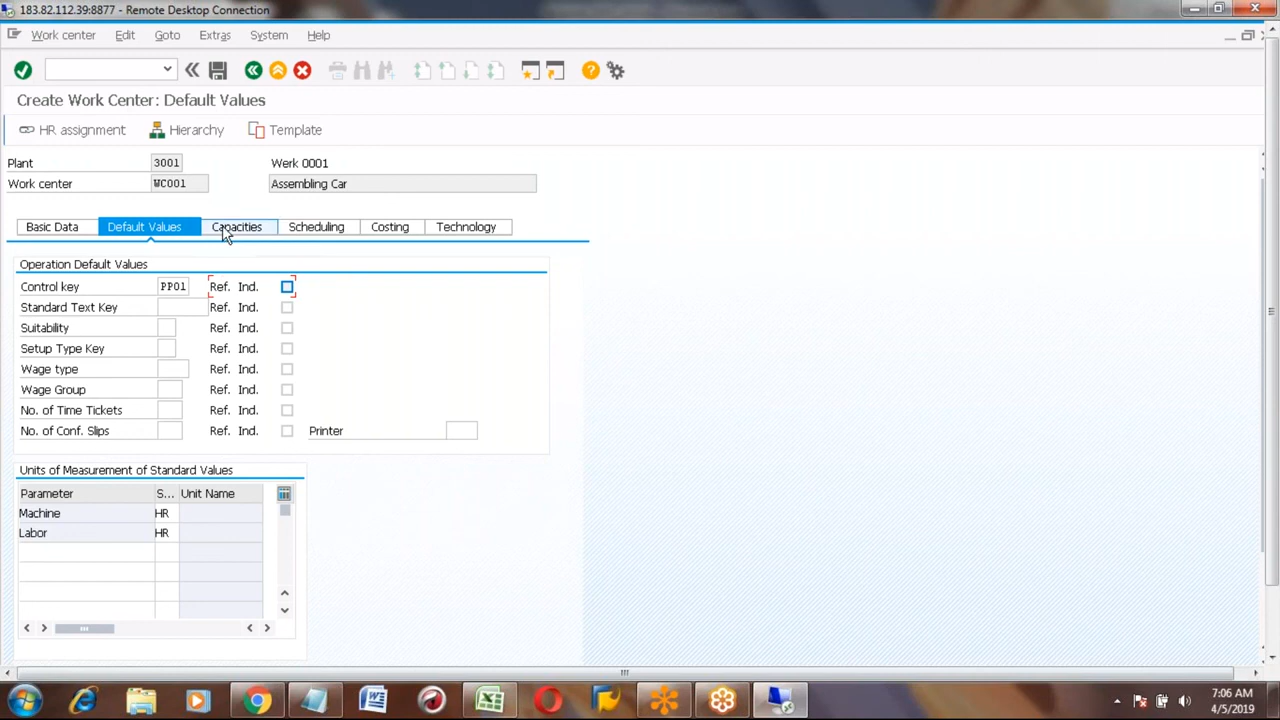 183.82.112.39:8877 - Remote Desktop Connection
Work center Edit Goto Extras System Help
Create Work Center: Default Values
HR assignment Hierarchy Template
Plant 3001 Werk 0001
Work center WC001 Assembling Car
Basic Data Default Values Capacities Scheduling Costing Technology
Operation Default Values
Control key PP01 Ref. Ind.
Standard Text Key Ref. Ind.
Suitability Ref. Ind.
Setup Type Key Ref. Ind.
Wage type Ref. Ind.
Wage Group Ref. Ind.
No. of Time Tickets Ref. Ind.
No. of Conf. Slips Ref. Ind. Printer
Units of Measurement of Standard Values
Parameter S... Unit Name
Machine HR
Labor HR
7:06 AM
4/5/2019